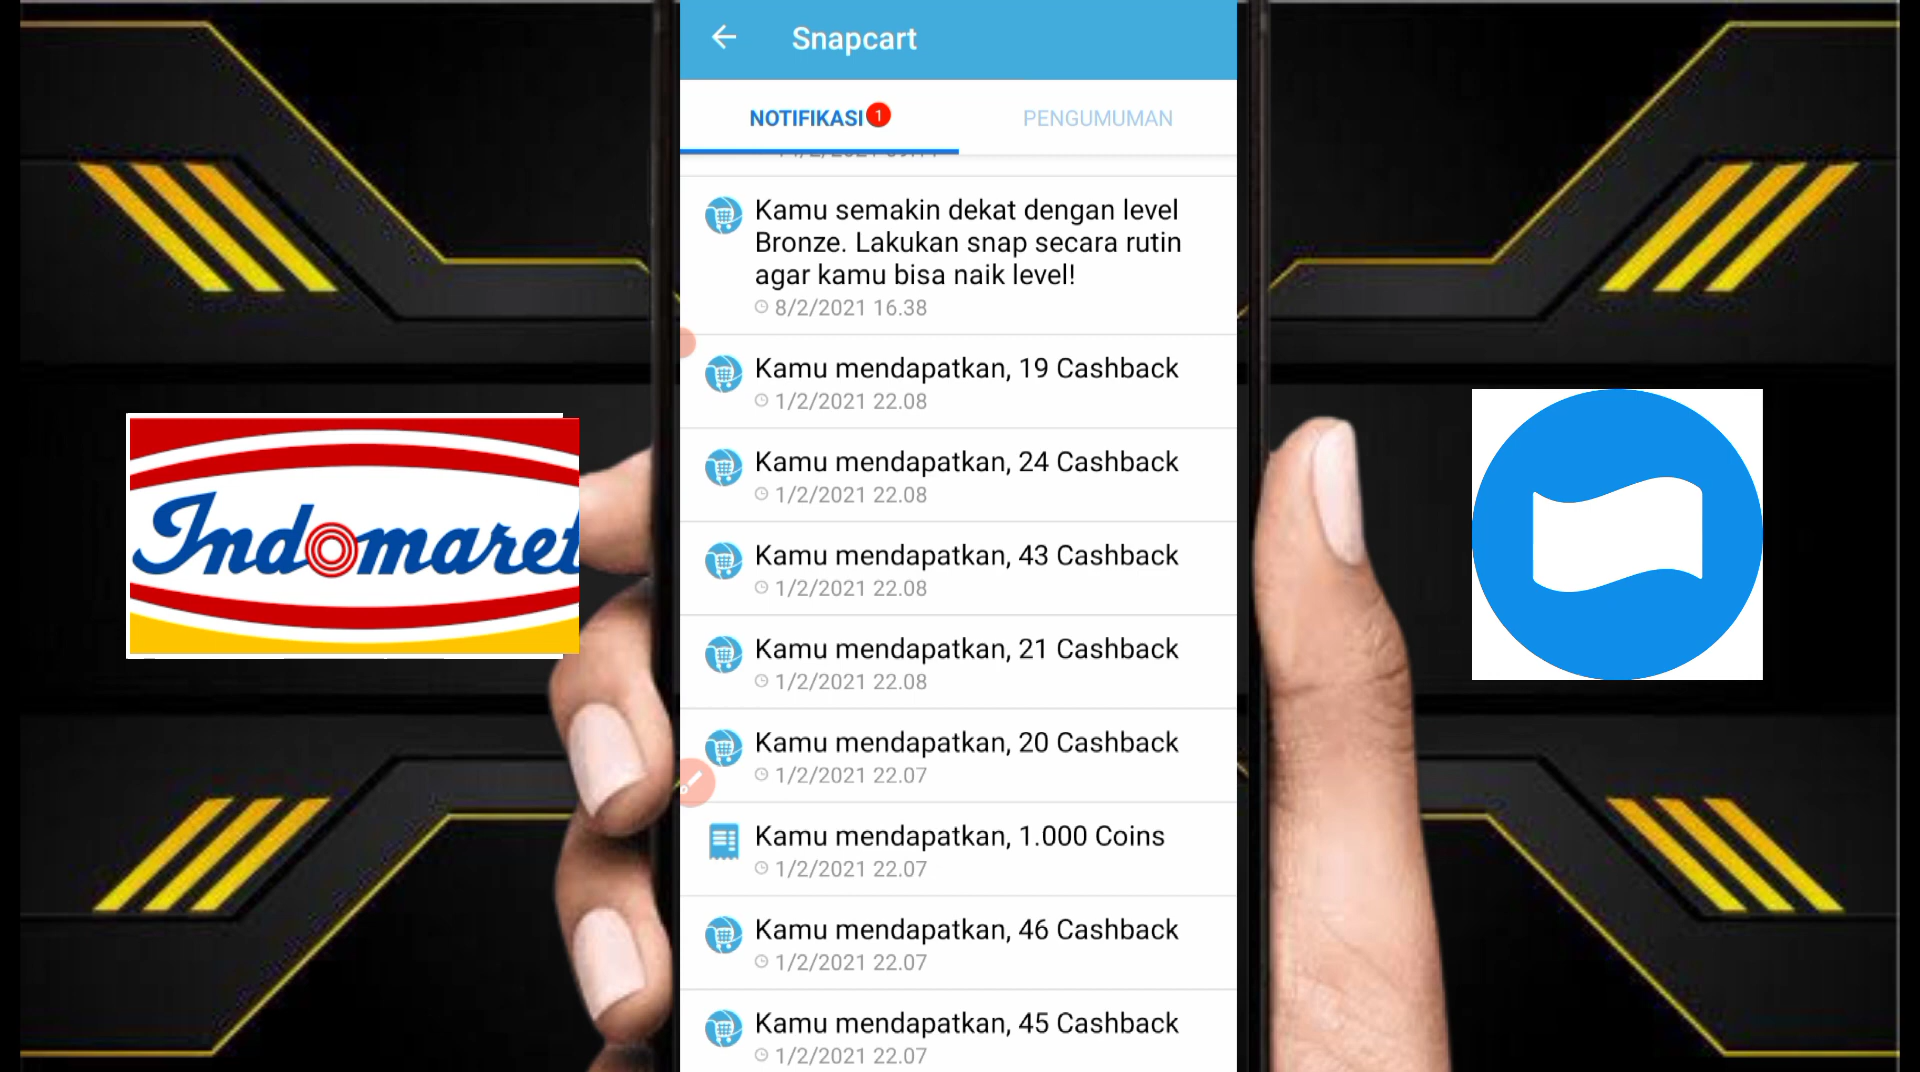 Snapcart
NOTIFIKASI 1
PENGUMUMAN
Kamu semakin dekat dengan level
Bronze. Lakukan snap secara rutin
agar kamu bisa naik level!
8/2/2021 16.38
Kamu mendapatkan, 19 Cashback
1/2/2021 22.08
Kamu mendapatkan, 24 Cashback
1/2/2021 22.08
Kamu mendapatkan, 43 Cashback
1/2/2021 22.08
Kamu mendapatkan, 21 Cashback
1/2/2021 22.08
Kamu mendapatkan, 20 Cashback
1/2/2021 22.07
Kamu mendapatkan, 1.000 Coins
1/2/2021 22.07
Kamu mendapatkan, 46 Cashback
1/2/2021 22.07
Kamu mendapatkan, 45 Cashback
1/2/2021 22.07
Indomaret